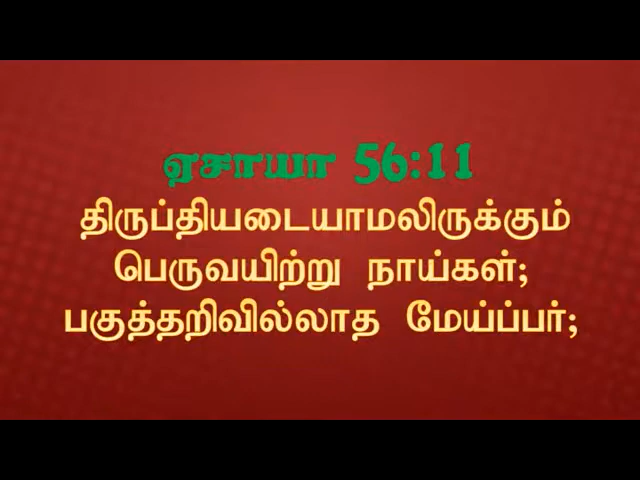 ஏசாயா 56:11
திருப்தியடையாமலிருக்கும்
பெருவயிற்று நாய்கள்;
பகுத்தறிவில்லாத மேய்ப்பர்;